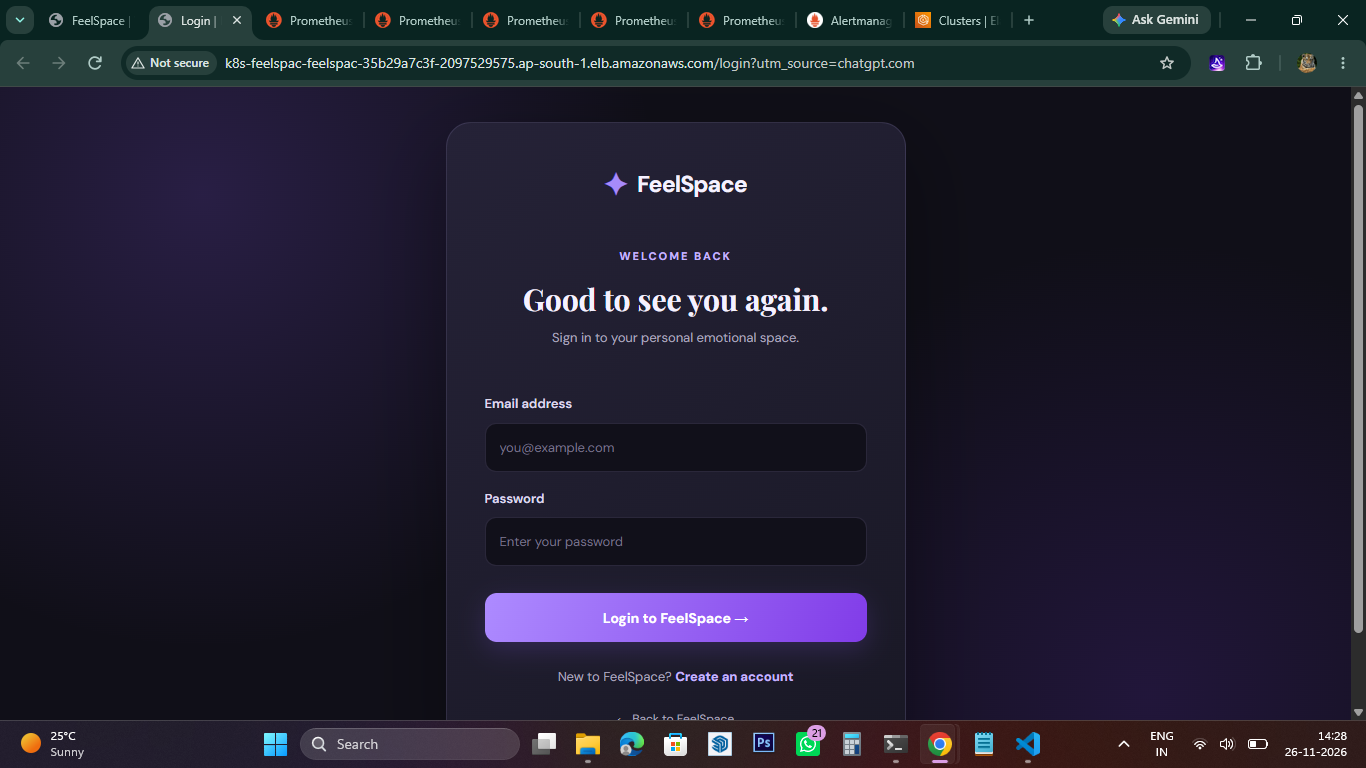 FeelSpace |
Login |
Prometheus
Prometheus
Prometheus
Prometheus
Prometheus
Alertmanag
Clusters | El
Ask Gemini
Not secure
k8s-feelspac-feelspac-35b29a7c3f-2097529575.ap-south-1.elb.amazonaws.com/login?utm_source=chatgpt.com
FeelSpace
WELCOME BACK
Good to see you again.
Sign in to your personal emotional space.
Email address
you@example.com
Password
Enter your password
Login to FeelSpace →
New to FeelSpace? Create an account
← Back to FeelSpace
25°C
Sunny
Search
Ps
21
ENG
IN
14:28
26-11-2026